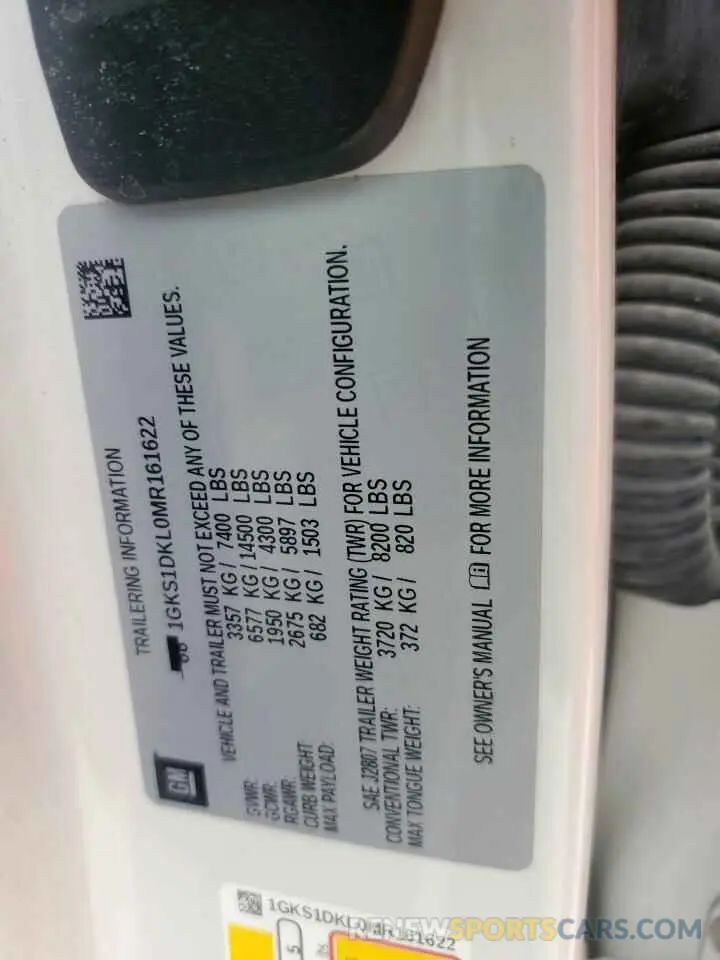 GM
TRAILERING INFORMATION
1GKS1DKL0MR161622
VEHICLE AND TRAILER MUST NOT EXCEED ANY OF THESE VALUES.
GVWR: 3357 KG/ 7400 LBS
GCWR: 6577 KG/14500 LBS
RGAWR: 1950 KG/ 4300 LBS
CURB WEIGHT: 2675 KG/ 5897 LBS
MAX PAYLOAD: 682 KG/ 1503 LBS
SAE J2807 TRAILER WEIGHT RATING (TWR) FOR VEHICLE CONFIGURATION.
CONVENTIONAL TWR: 3720 KG/ 8200 LBS
MAX TONGUE WEIGHT: 372 KG/ 820 LBS
SEE OWNER'S MANUAL FOR MORE INFORMATION
1GKS1DKL0MR161622
5
NEWSPORTSCARS.COM